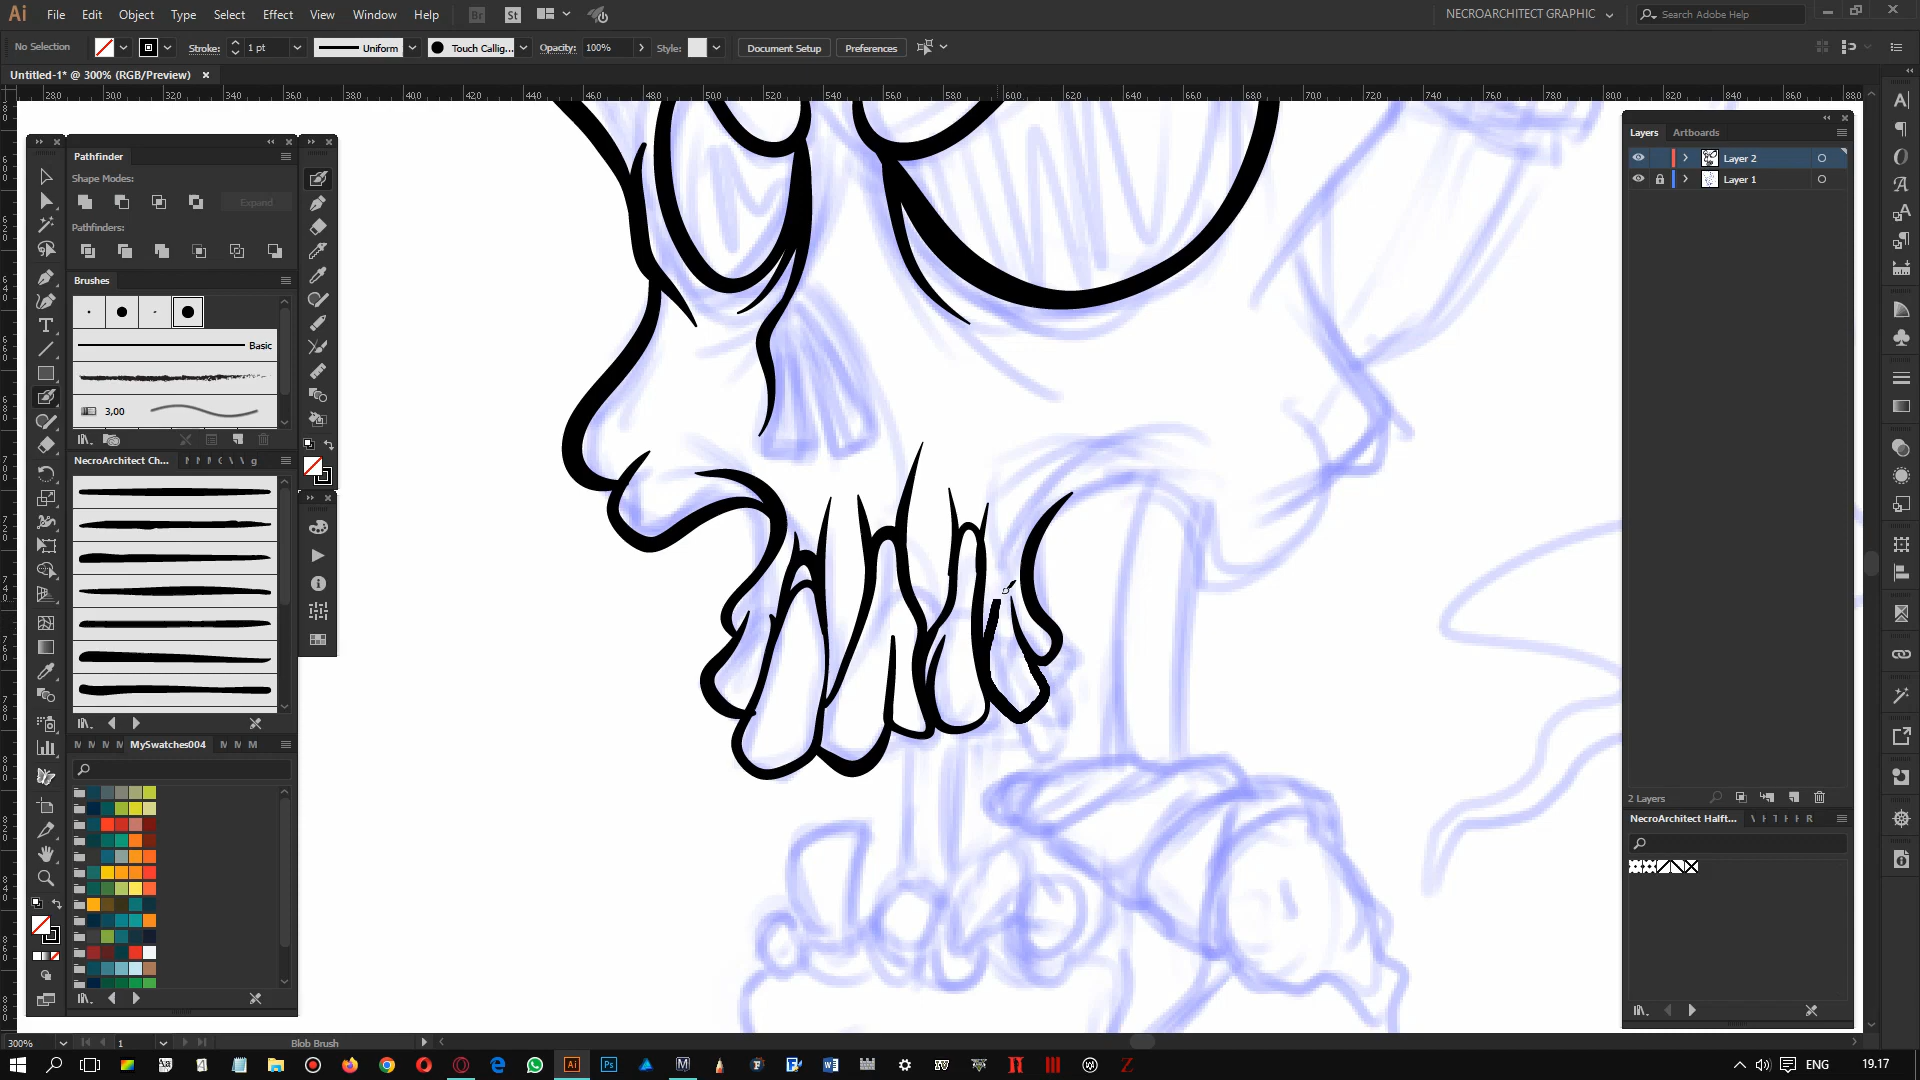 Ai File Edit Object Type Select Effect View Window Help Br St NECROARCHITECT GRAPHIC Search Adobe Help
No Selection Stroke: 1 pt Uniform Touch Callig... Opacity: 100% Style: Document Setup Preferences
Untitled-1* @ 300% (RGB/Preview)
Pathfinder
Shape Modes:
Expand
Pathfinders:
Brushes
Basic
3,00
NecroArchitect Ch...
MySwatches004
Layers Artboards
Layer 2
Layer 1
2 Layers
NecroArchitect Halft...
300% 1 Blob Brush
ENG 19.17